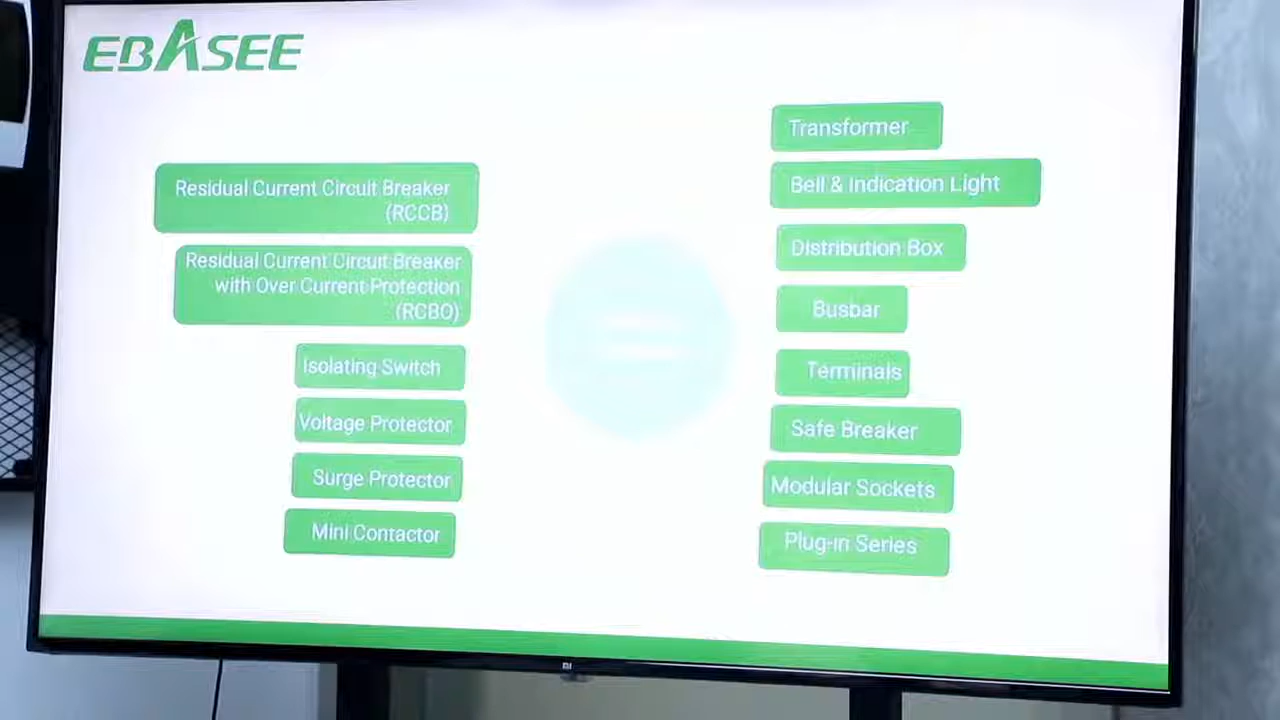 EBASEE
Residual Current Circuit Breaker
(RCCB)
Residual Current Circuit Breaker
with Over Current Protection
(RCBO)
Isolating Switch
Voltage Protector
Surge Protector
Mini Contactor
Transformer
Bell & Indication Light
Distribution Box
Busbar
Terminals
Safe Breaker
Modular Sockets
Plug-in Series
mi